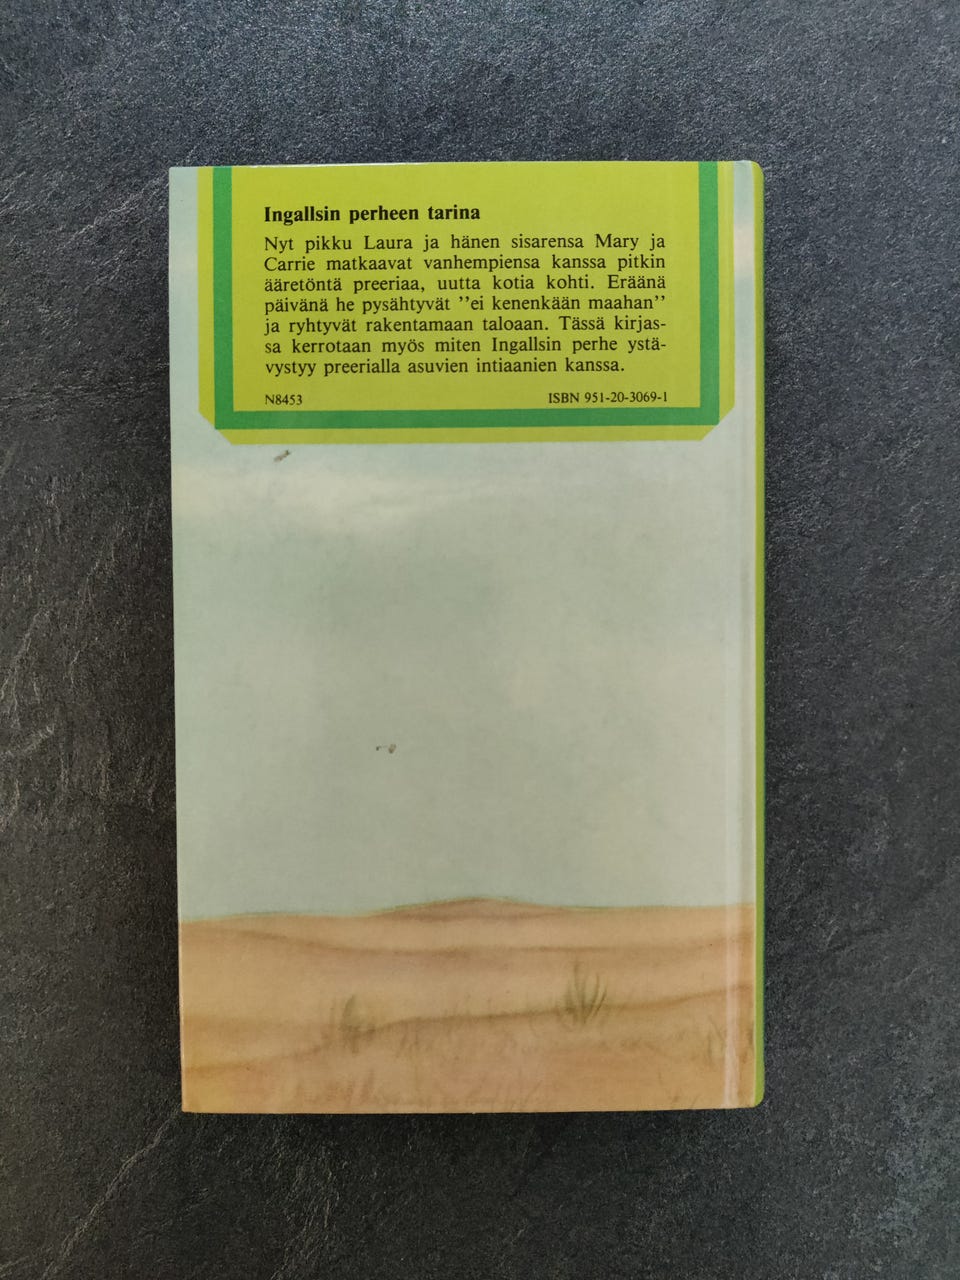 Ingallsin perheen tarina
Nyt pikku Laura ja hänen sisarensa Mary ja
Carrie matkaavat vanhempiensa kanssa pitkin
ääretöntä preeriaa, uutta kotia kohti. Eräänä
päivänä he pysähtyvät ''ei kenenkään maahan''
ja ryhtyvät rakentamaan taloaan. Tässä kirjas-
sa kerrotaan myös miten Ingallsin perhe ystä-
vystyy preerialla asuvien intiaanien kanssa.
N8453 ISBN 951-20-3069-1